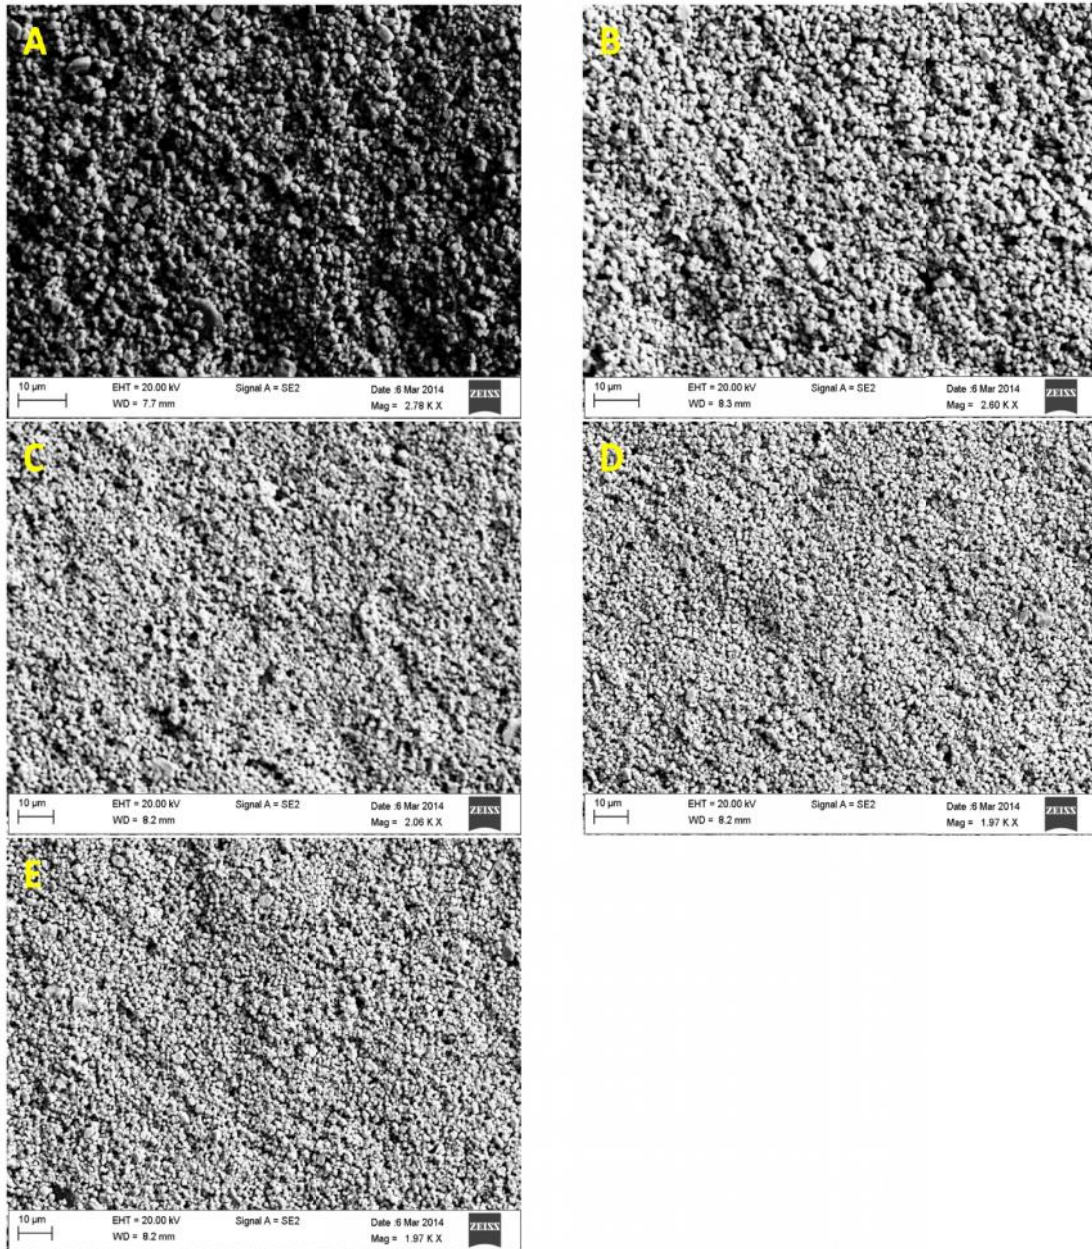 A
10 µm EHT = 20.00 kV Signal A = SE2 Date :6 Mar 2014 ZEISS
WD = 7.7 mm Mag = 2.78 K X
B
10 µm EHT = 20.00 kV Signal A = SE2 Date :6 Mar 2014 ZEISS
WD = 8.3 mm Mag = 2.60 K X
C
10 µm EHT = 20.00 kV Signal A = SE2 Date :6 Mar 2014 ZEISS
WD = 8.2 mm Mag = 2.06 K X
D
10 µm EHT = 20.00 kV Signal A = SE2 Date :6 Mar 2014 ZEISS
WD = 8.2 mm Mag = 1.97 K X
E
10 µm EHT = 20.00 kV Signal A = SE2 Date :6 Mar 2014 ZEISS
WD = 8.2 mm Mag = 1.97 K X